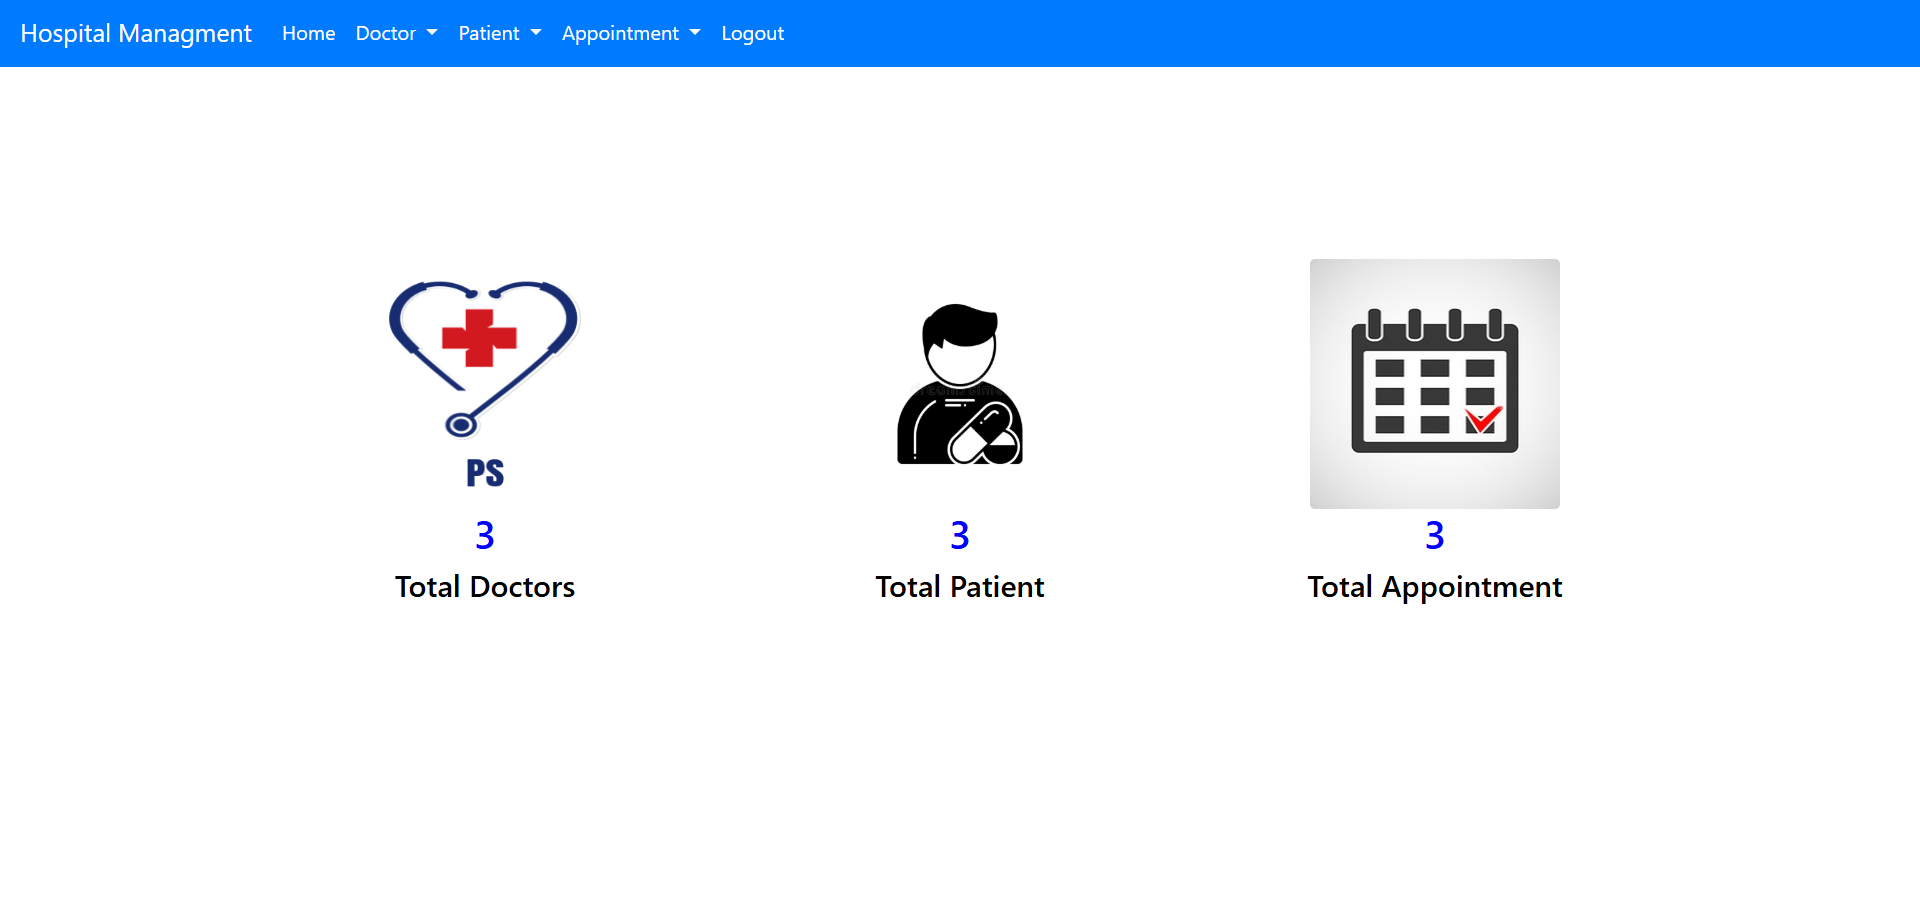 Hospital Managment Home Doctor Patient Appointment Logout
PS
3 3 3
Total Doctors Total Patient Total Appointment